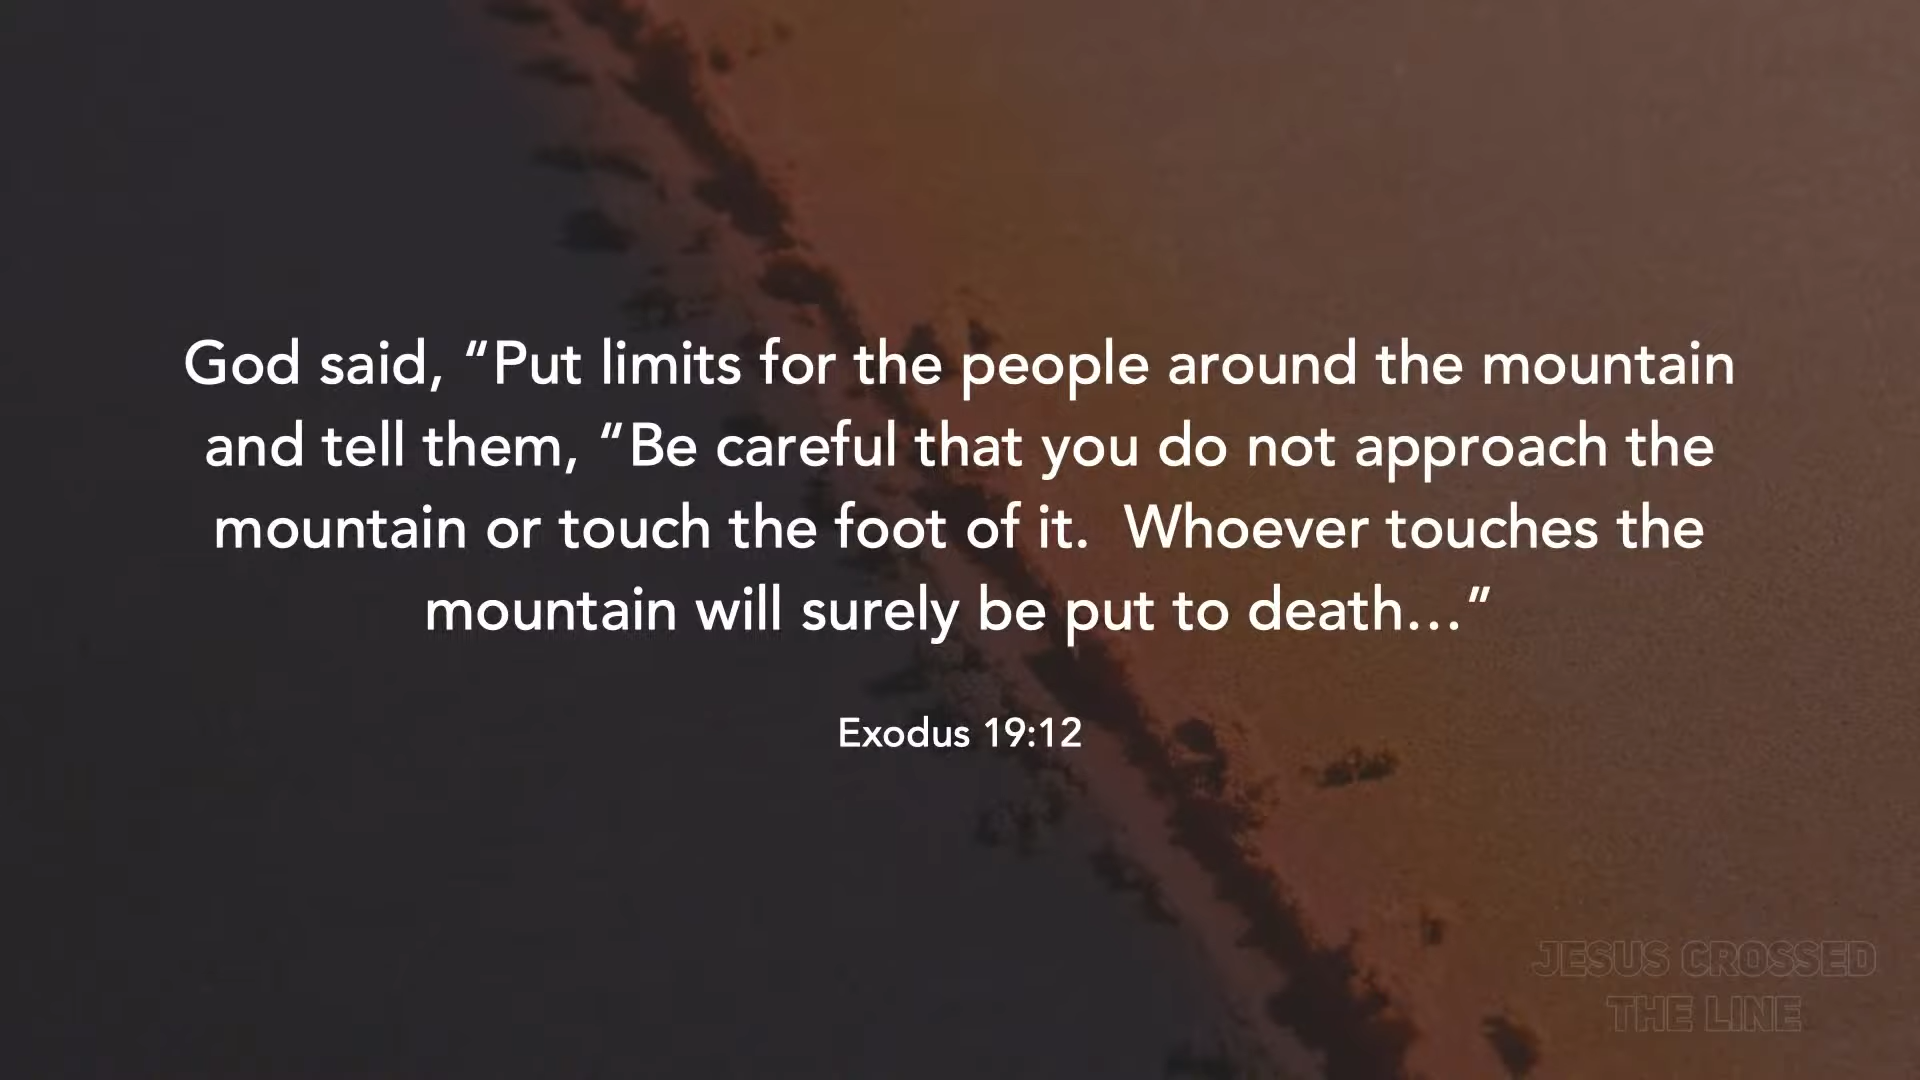 God said, “Put limits for the people around the mountain
and tell them, “Be careful that you do not approach the
mountain or touch the foot of it.  Whoever touches the
mountain will surely be put to death…”
Exodus 19:12
JESUS CROSSED
THE LINE